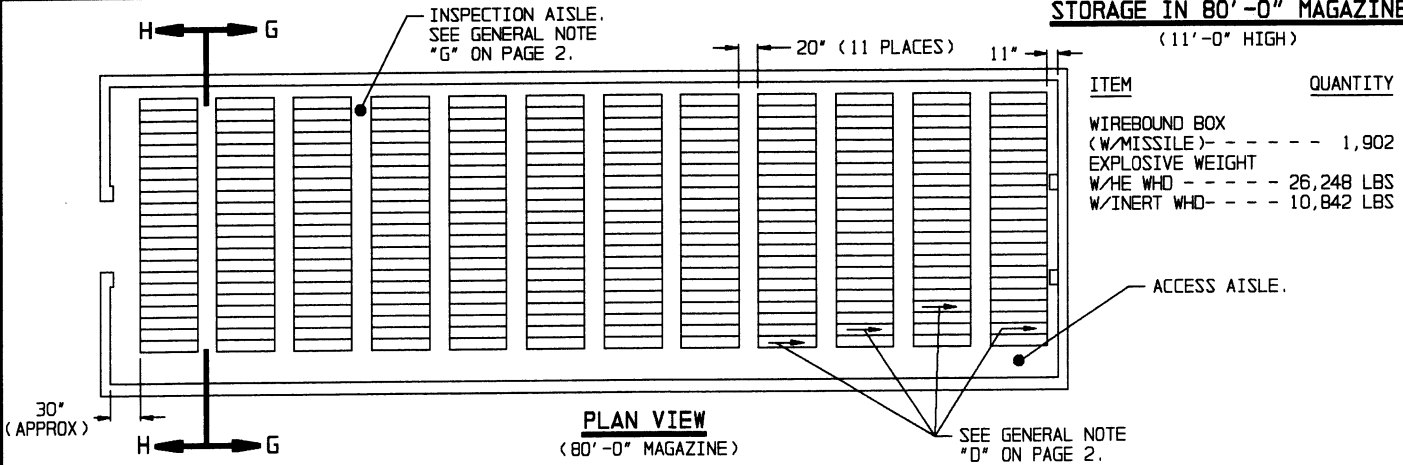 STORAGE IN 80'-0" MAGAZINE
(11'-0" HIGH)
H G
INSPECTION AISLE.
SEE GENERAL NOTE
"G" ON PAGE 2.
20" (11 PLACES)
11"
ITEM QUANTITY
WIREBOUND BOX
(W/MISSILE)- - - - - - 1,902
EXPLOSIVE WEIGHT
W/HE WHD - - - - - 26,248 LBS
W/INERT WHD- - - - 10,842 LBS
ACCESS AISLE.
30"
(APPROX)
H G
PLAN VIEW
(80'-0" MAGAZINE)
SEE GENERAL NOTE
"D" ON PAGE 2.